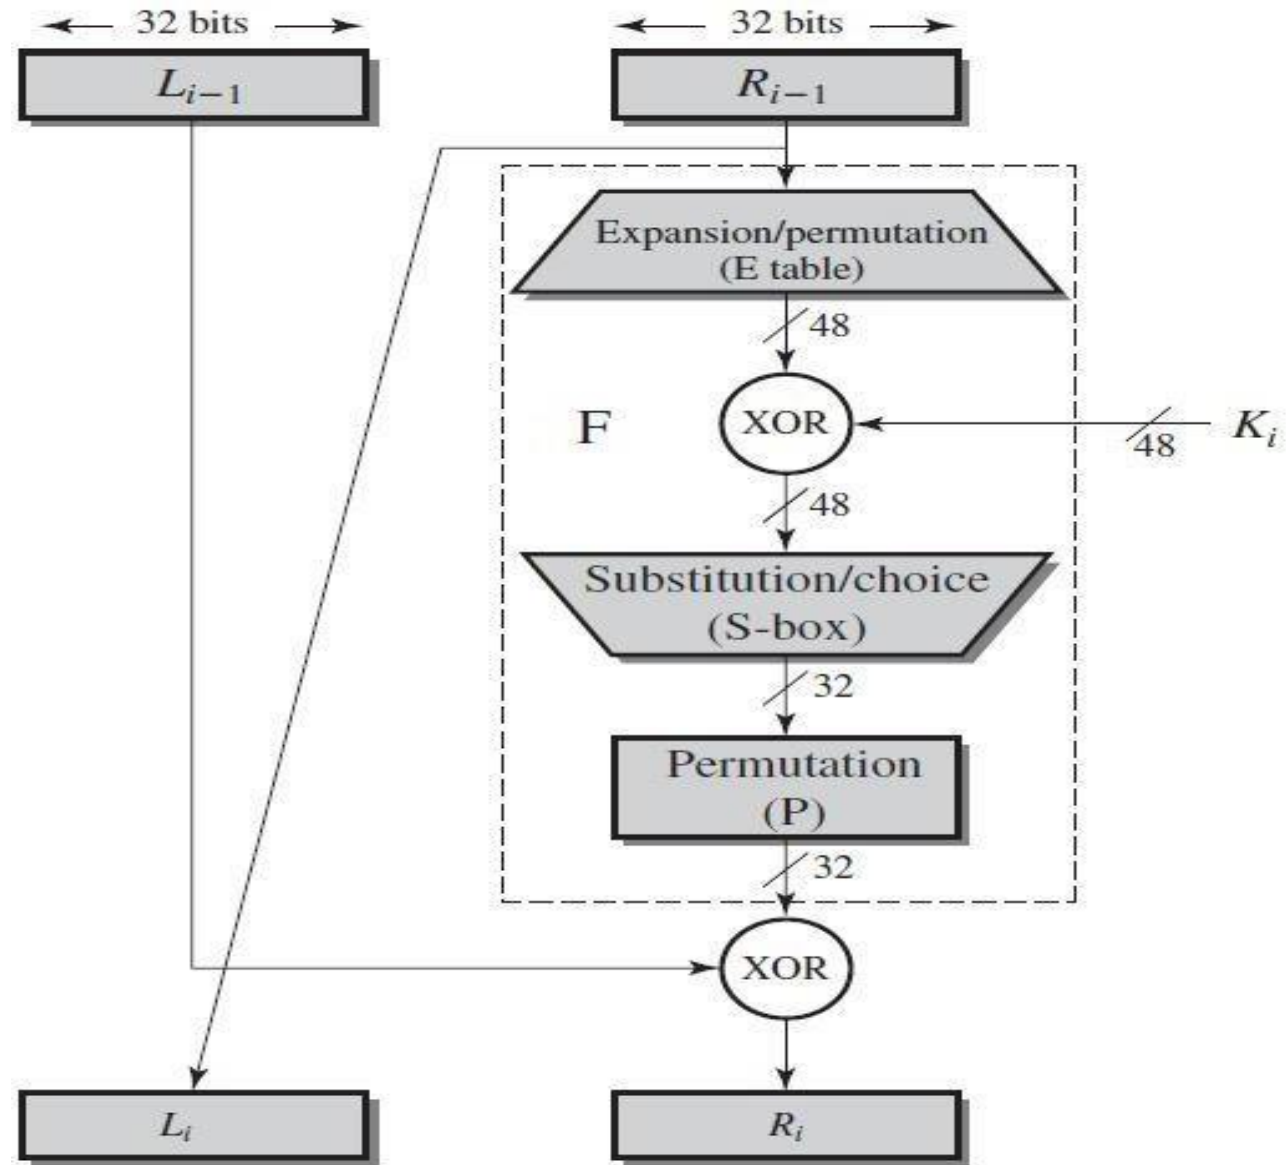 32 bits
32 bits
Lᵢ₋₁
Rᵢ₋₁
Expansion/permutation
(E table)
48
F
XOR
48
Kᵢ
48
Substitution/choice
(S-box)
32
Permutation
(P)
32
XOR
Lᵢ
Rᵢ